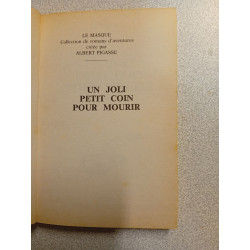 LE MASQUE
Collection de romans d'aventures
créée par
ALBERT PIGASSE
UN JOLI
PETIT COIN
POUR MOURIR